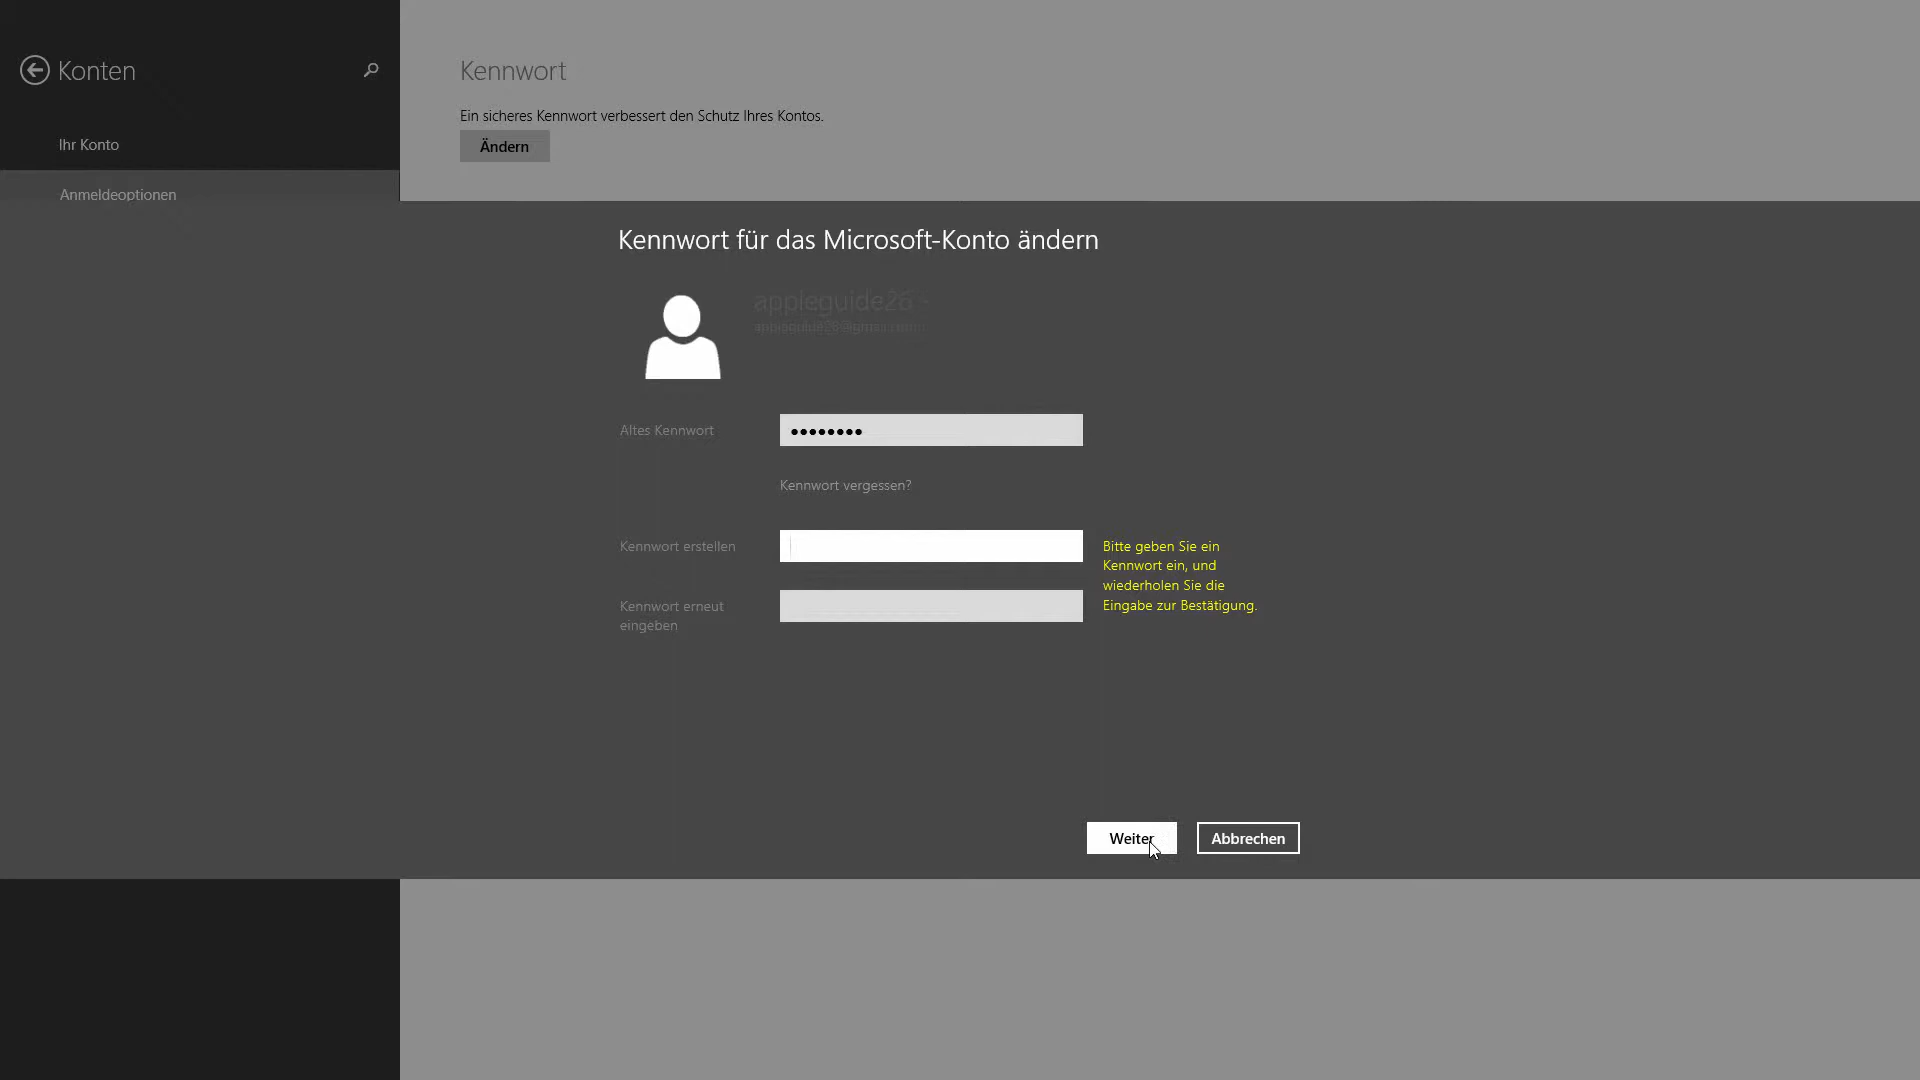 Konten
Ihr Konto
Anmeldeoptionen
Kennwort
Ein sicheres Kennwort verbessert den Schutz Ihres Kontos.
Ändern
Kennwort für das Microsoft-Konto ändern
appleguide26 -
Altes Kennwort
Kennwort vergessen?
Kennwort erstellen
Bitte geben Sie ein
Kennwort ein, und
wiederholen Sie die
Eingabe zur Bestätigung.
Kennwort erneut
eingeben
Weiter
Abbrechen